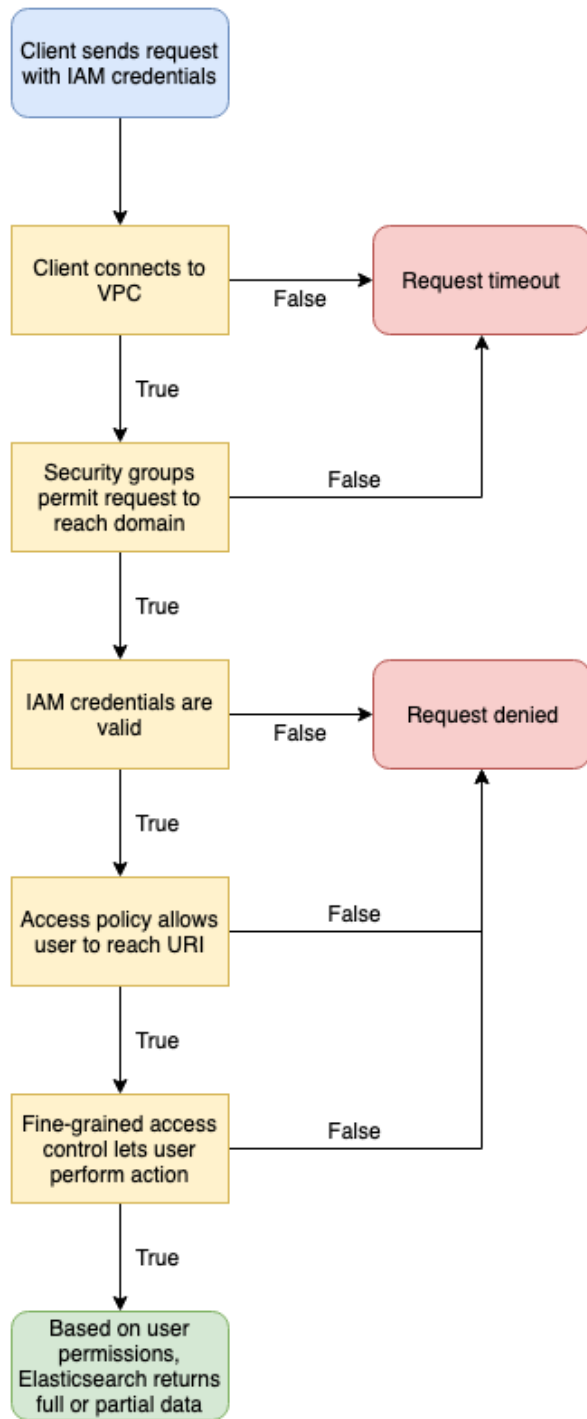 Client sends request
with IAM credentials
Client connects to
VPC
False
Request timeout
True
Security groups
permit request to
reach domain
False
True
IAM credentials are
valid
False
Request denied
True
Access policy allows
user to reach URI
False
True
Fine-grained access
control lets user
perform action
False
True
Based on user
permissions,
Elasticsearch returns
full or partial data